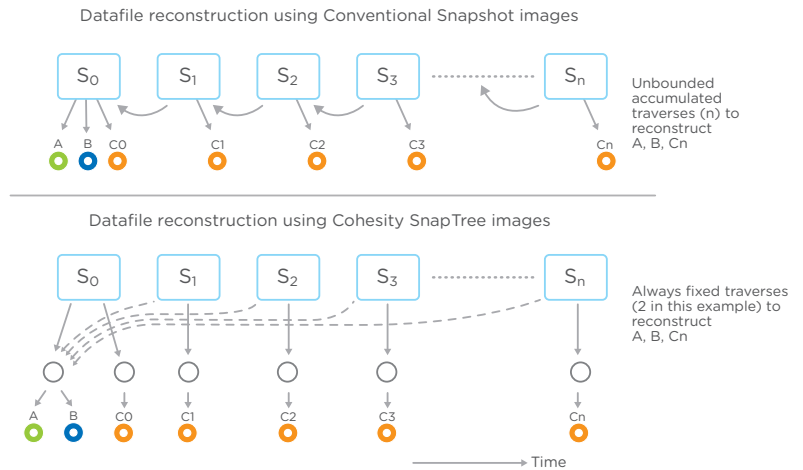 Datafile reconstruction using Conventional Snapshot images
S₀ S₁ S₂ S₃ Sₙ
Unbounded
accumulated
traverses (n) to
reconstruct
A, B, Cn
A B C0 C1 C2 C3 Cn
Datafile reconstruction using Cohesity SnapTree images
S₀ S₁ S₂ S₃ Sₙ
Always fixed traverses
(2 in this example) to
reconstruct
A, B, Cn
A B C0 C1 C2 C3 Cn
Time